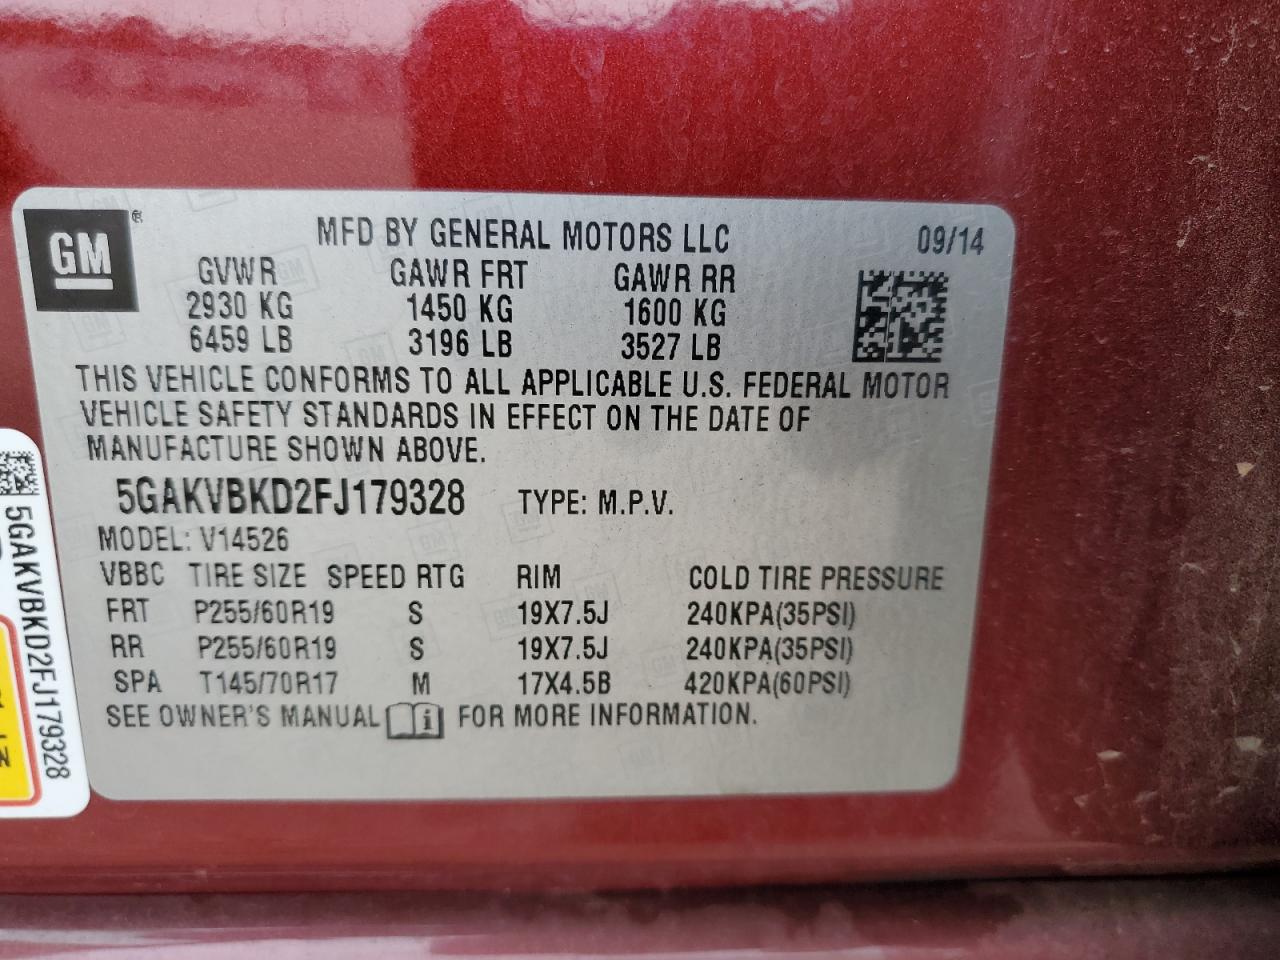 GM ®
MFD BY GENERAL MOTORS LLC 09/14
GVWR GAWR FRT GAWR RR
2930 KG 1450 KG 1600 KG
6459 LB 3196 LB 3527 LB
THIS VEHICLE CONFORMS TO ALL APPLICABLE U.S. FEDERAL MOTOR
VEHICLE SAFETY STANDARDS IN EFFECT ON THE DATE OF
MANUFACTURE SHOWN ABOVE.
5GAKVBKD2FJ179328 TYPE: M.P.V.
MODEL: V14526
VBBC TIRE SIZE SPEED RTG RIM COLD TIRE PRESSURE
FRT P255/60R19 S 19X7.5J 240KPA(35PSI)
RR P255/60R19 S 19X7.5J 240KPA(35PSI)
SPA T145/70R17 M 17X4.5B 420KPA(60PSI)
SEE OWNER'S MANUAL i FOR MORE INFORMATION.
5GAKVBKD2FJ179328